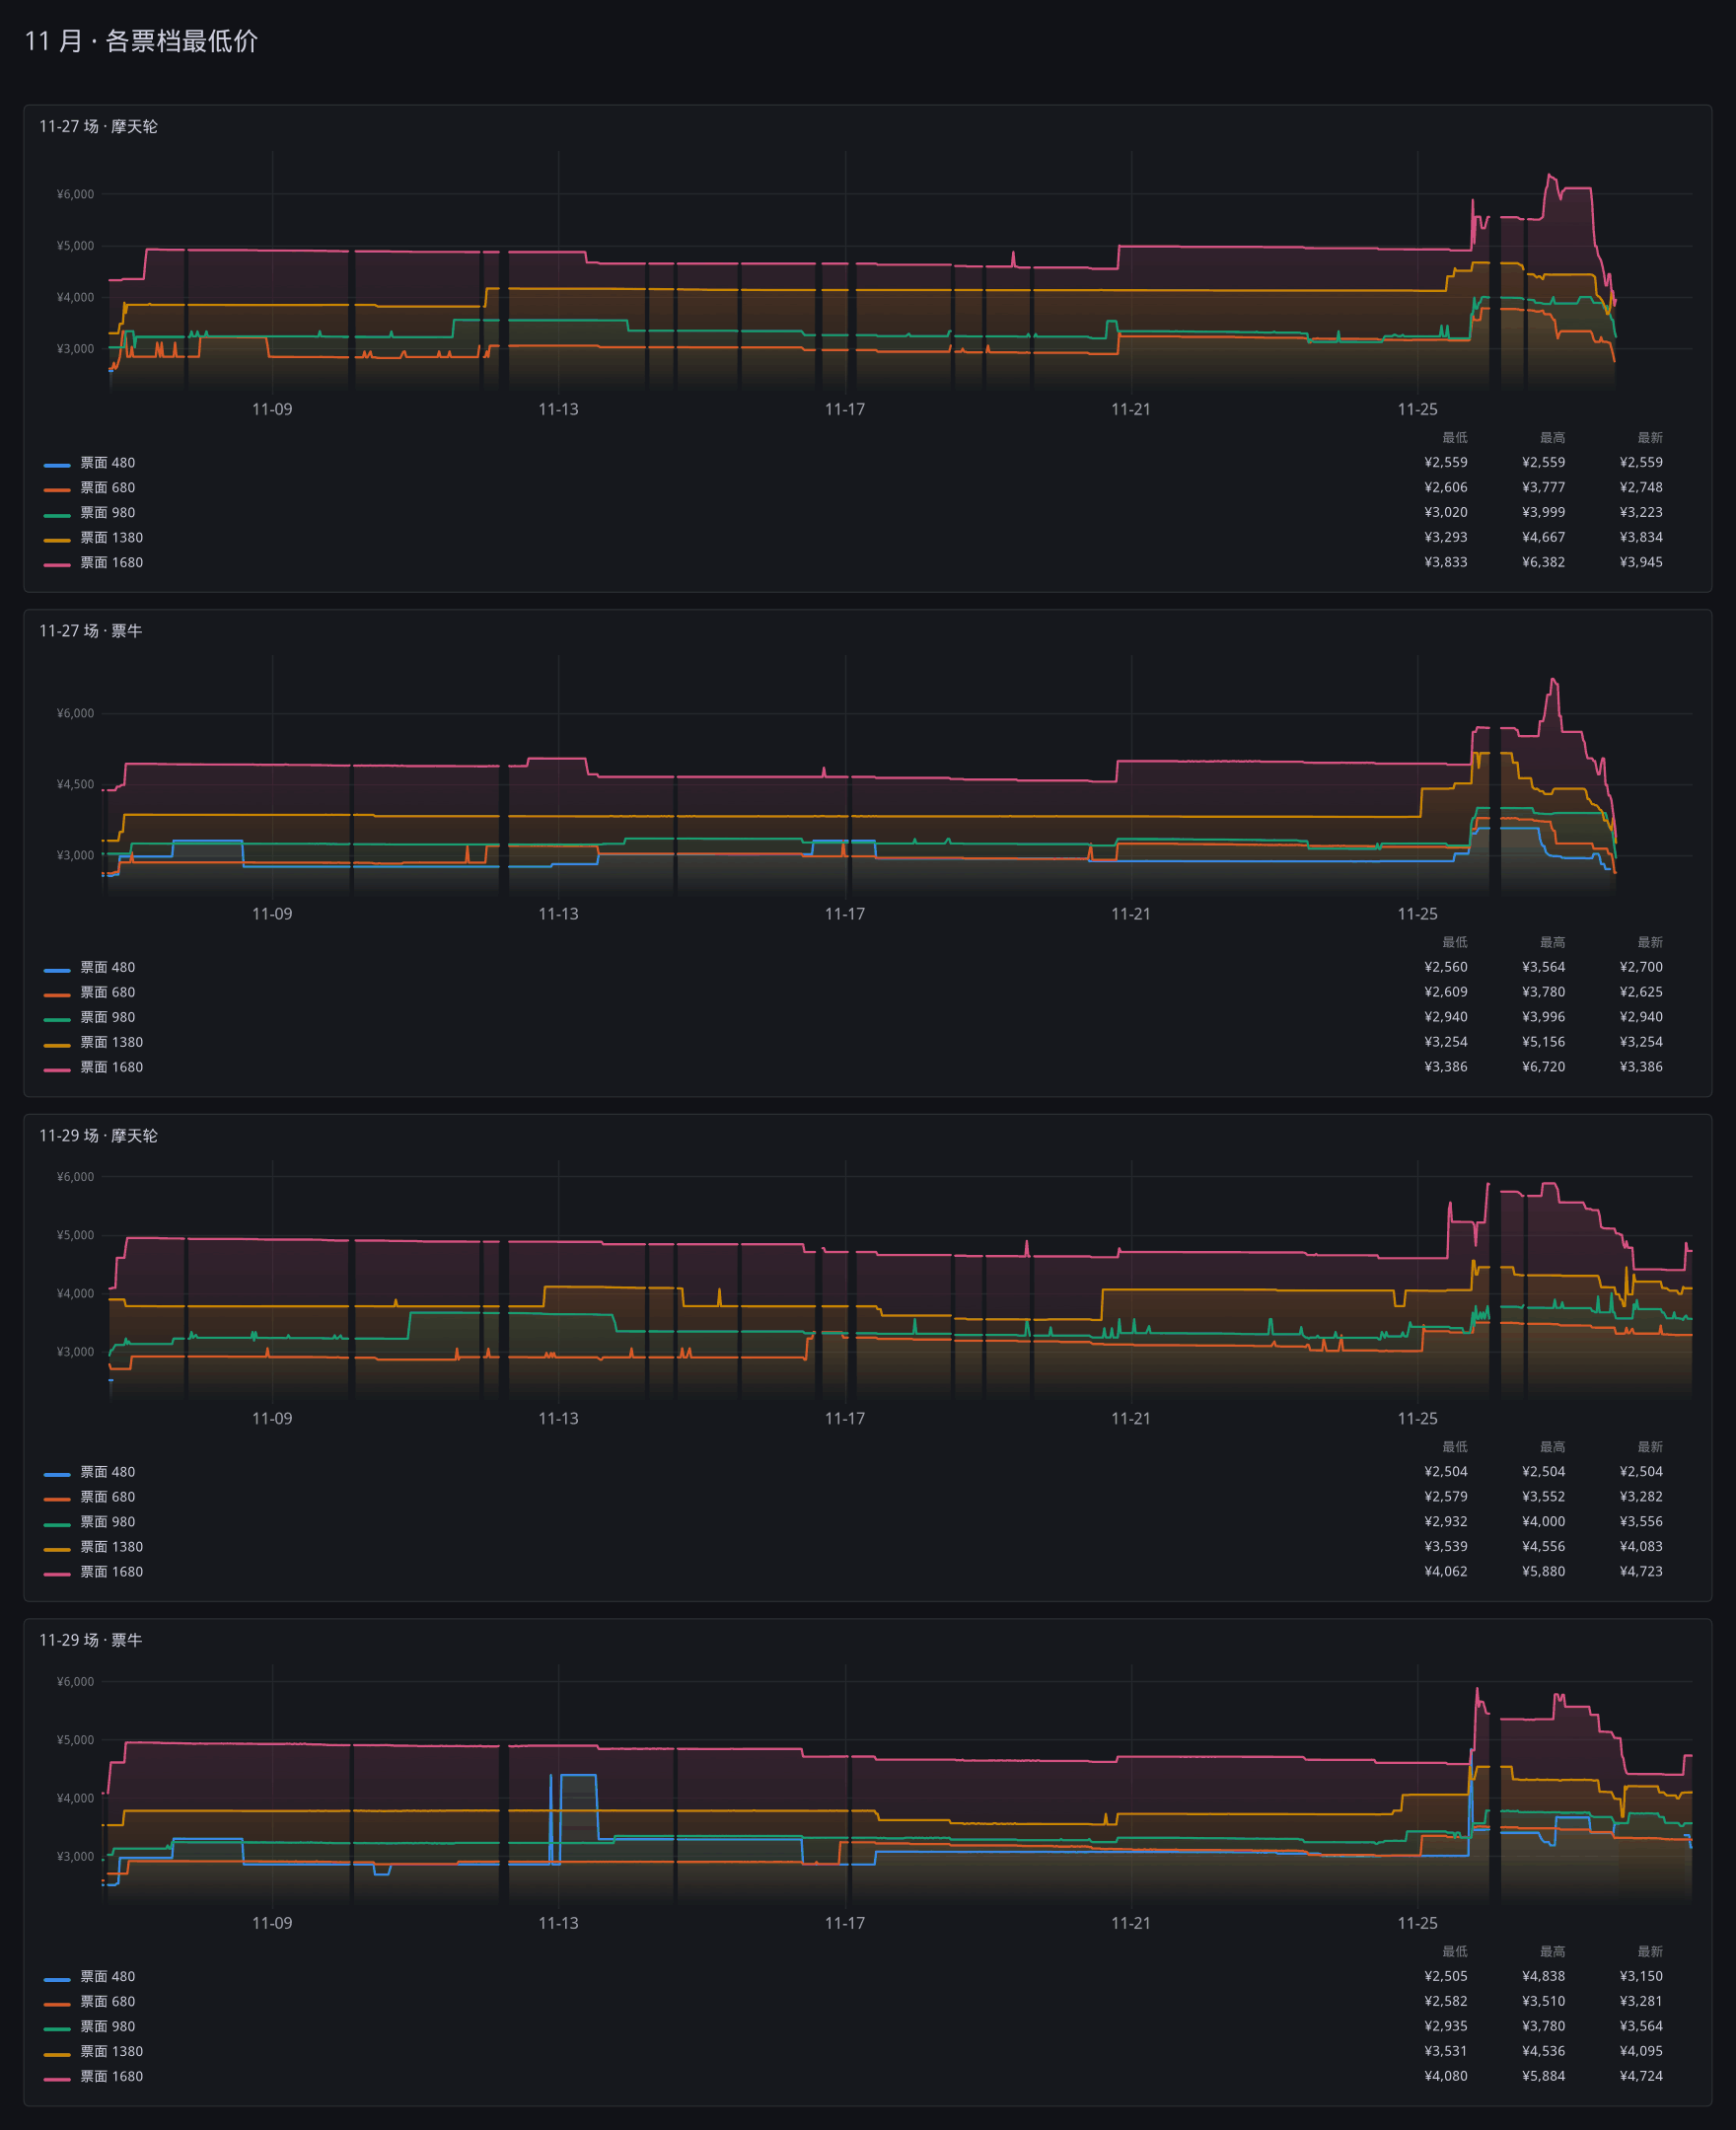 11 月 · 各票档最低价
11-27 场 · 摩天轮
¥6,000
¥5,000
¥4,000
¥3,000
11-09 11-13 11-17 11-21 11-25
最低 最高 最新
票面 480 ¥2,559 ¥2,559 ¥2,559
票面 680 ¥2,606 ¥3,777 ¥2,748
票面 980 ¥3,020 ¥3,999 ¥3,223
票面 1380 ¥3,293 ¥4,667 ¥3,834
票面 1680 ¥3,833 ¥6,382 ¥3,945
11-27 场 · 票牛
¥6,000
¥4,500
¥3,000
11-09 11-13 11-17 11-21 11-25
最低 最高 最新
票面 480 ¥2,560 ¥3,564 ¥2,700
票面 680 ¥2,609 ¥3,780 ¥2,625
票面 980 ¥2,940 ¥3,996 ¥2,940
票面 1380 ¥3,254 ¥5,156 ¥3,254
票面 1680 ¥3,386 ¥6,720 ¥3,386
11-29 场 · 摩天轮
¥6,000
¥5,000
¥4,000
¥3,000
11-09 11-13 11-17 11-21 11-25
最低 最高 最新
票面 480 ¥2,504 ¥2,504 ¥2,504
票面 680 ¥2,579 ¥3,552 ¥3,282
票面 980 ¥2,932 ¥4,000 ¥3,556
票面 1380 ¥3,539 ¥4,556 ¥4,083
票面 1680 ¥4,062 ¥5,880 ¥4,723
11-29 场 · 票牛
¥6,000
¥5,000
¥4,000
¥3,000
11-09 11-13 11-17 11-21 11-25
最低 最高 最新
票面 480 ¥2,505 ¥4,838 ¥3,150
票面 680 ¥2,582 ¥3,510 ¥3,281
票面 980 ¥2,935 ¥3,780 ¥3,564
票面 1380 ¥3,531 ¥4,536 ¥4,095
票面 1680 ¥4,080 ¥5,884 ¥4,724